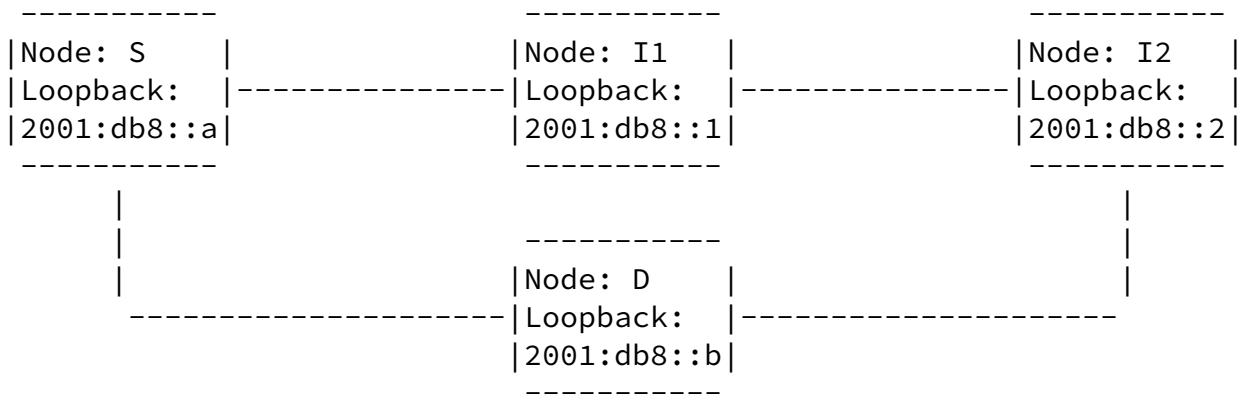 Node: S Node: I1 Node: I2
Loopback: Loopback: Loopback:
2001:db8::a 2001:db8::1 2001:db8::2
Node: D
Loopback:
2001:db8::b